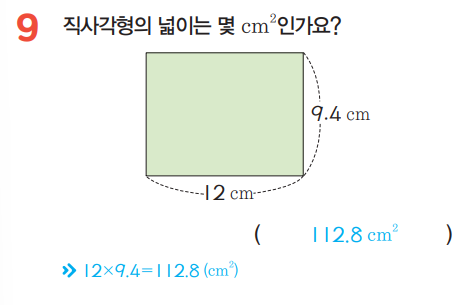 9 직사각형의 넓이는 몇 cm²인가요?
9.4 cm
12 cm
( 112.8 cm² )
» 12×9.4=112.8 (cm²)